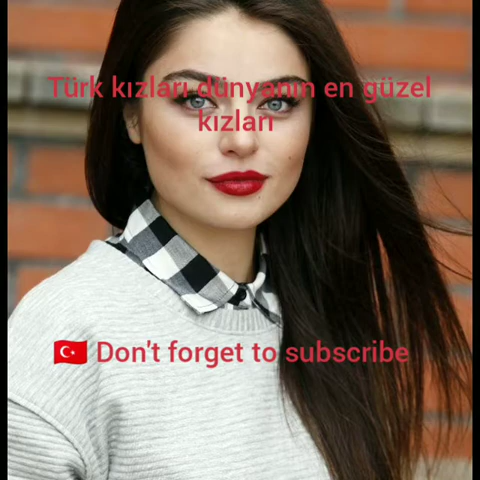 Türk kızları dünyanın en güzel
kızları
🇹🇷 Don't forget to subscribe